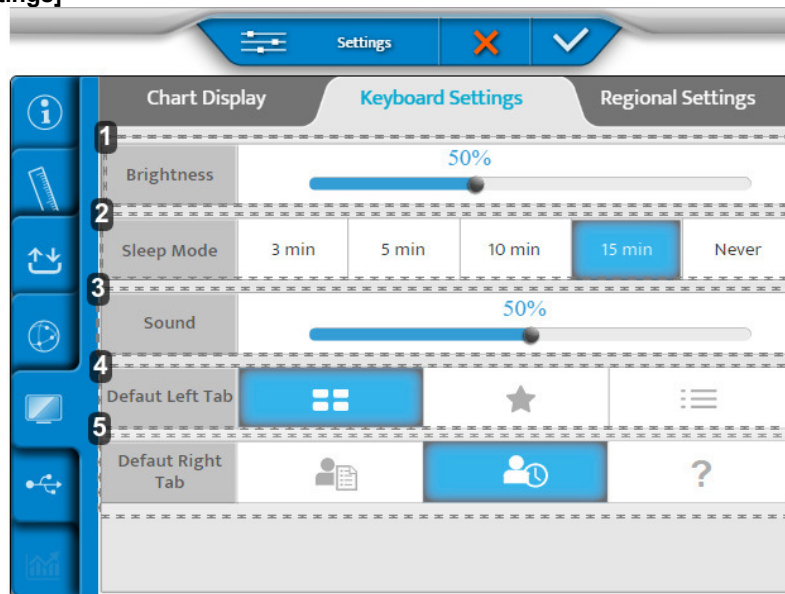 tings]
Settings
Chart Display Keyboard Settings Regional Settings
1
50%
Brightness
2
Sleep Mode 3 min 5 min 10 min 15 min Never
3
50%
Sound
4
Defaut Left Tab
5
Defaut Right
Tab
?